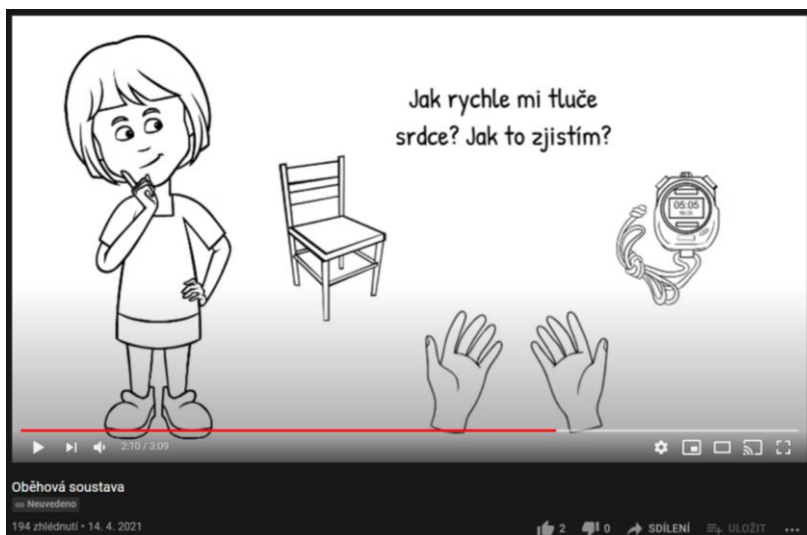 Jak rychle mi tluče
srdce? Jak to zjistím?
05:05
2:10 / 3:09
Oběhová soustava
Neuvedeno
194 zhlédnutí • 14. 4. 2021
2
0
SDÍLENÍ
ULOŽIT